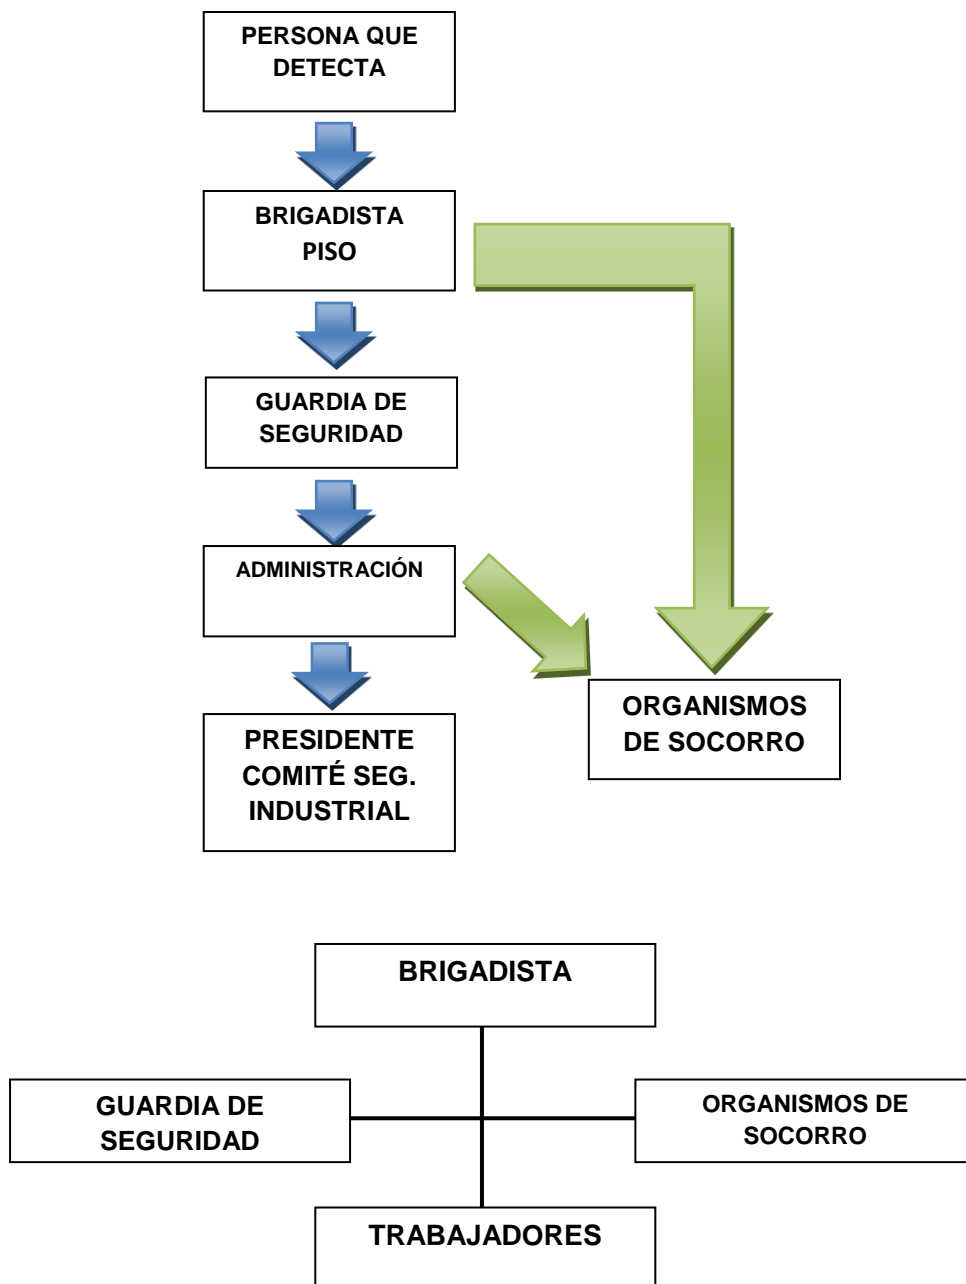 PERSONA QUE
DETECTA
BRIGADISTA
PISO
GUARDIA DE
SEGURIDAD
ADMINISTRACIÓN
PRESIDENTE
COMITÉ SEG.
INDUSTRIAL
ORGANISMOS
DE SOCORRO
BRIGADISTA
GUARDIA DE
SEGURIDAD
ORGANISMOS DE
SOCORRO
TRABAJADORES